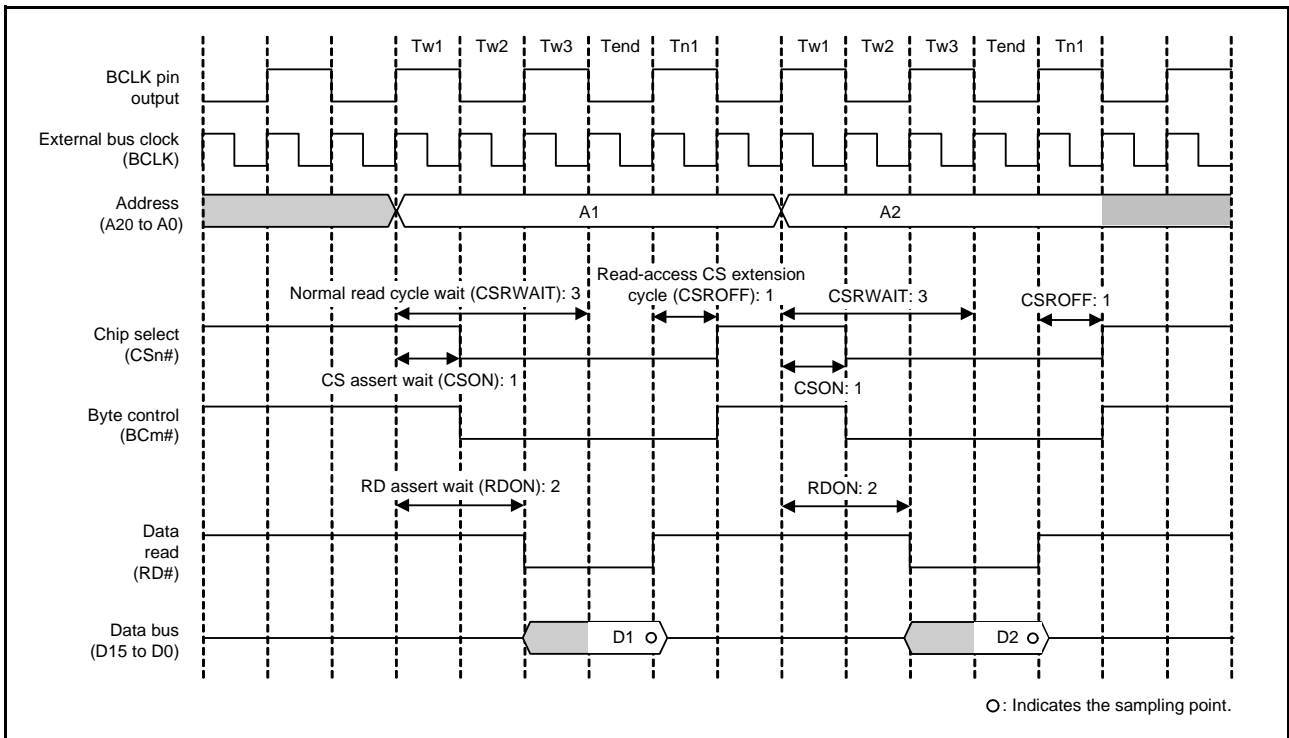 Tw1 Tw2 Tw3 Tend Tn1 Tw1 Tw2 Tw3 Tend Tn1
BCLK pin
output
External bus clock
(BCLK)
Address
(A20 to A0)
A1 A2
Read-access CS extension
cycle (CSROFF): 1
Normal read cycle wait (CSRWAIT): 3
CSRWAIT: 3
CSROFF: 1
Chip select
(CSn#)
CS assert wait (CSON): 1
CSON: 1
Byte control
(BCm#)
RD assert wait (RDON): 2
RDON: 2
Data
read
(RD#)
Data bus
(D15 to D0)
D1 D2
: Indicates the sampling point.